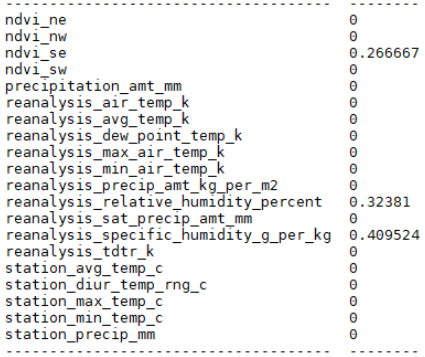 -------------------------------------  --------
ndvi_ne                                0
ndvi_nw                                0
ndvi_se                                0.266667
ndvi_sw                                0
precipitation_amt_mm                   0
reanalysis_air_temp_k                  0
reanalysis_avg_temp_k                  0
reanalysis_dew_point_temp_k            0
reanalysis_max_air_temp_k              0
reanalysis_min_air_temp_k              0
reanalysis_precip_amt_kg_per_m2        0
reanalysis_relative_humidity_percent   0.32381
reanalysis_sat_precip_amt_mm           0
reanalysis_specific_humidity_g_per_kg  0.409524
reanalysis_tdtr_k                      0
station_avg_temp_c                     0
station_diur_temp_rng_c                0
station_max_temp_c                     0
station_min_temp_c                     0
station_precip_mm                      0
-------------------------------------  --------